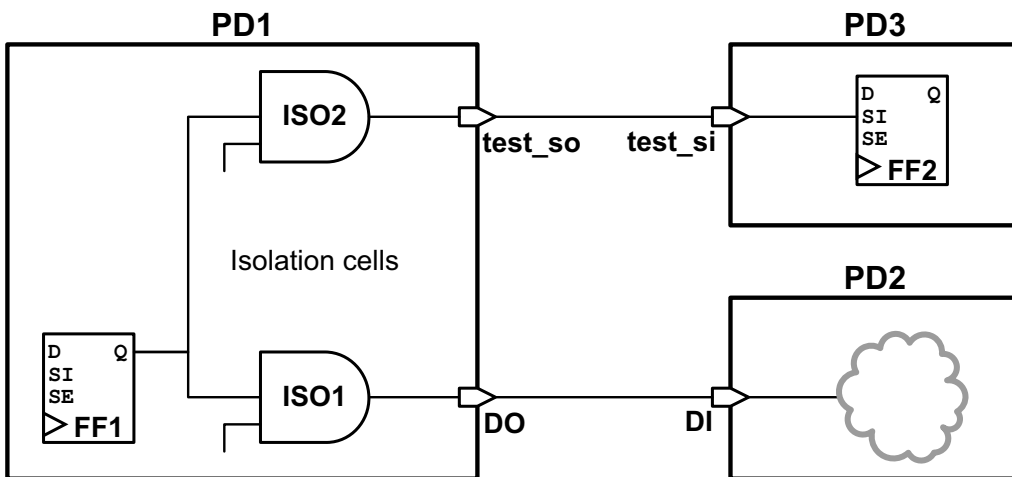 PD1
PD3
ISO2
test_so
test_si
D Q
SI
SE
FF2
Isolation cells
PD2
D Q
SI
SE
FF1
ISO1
DO
DI